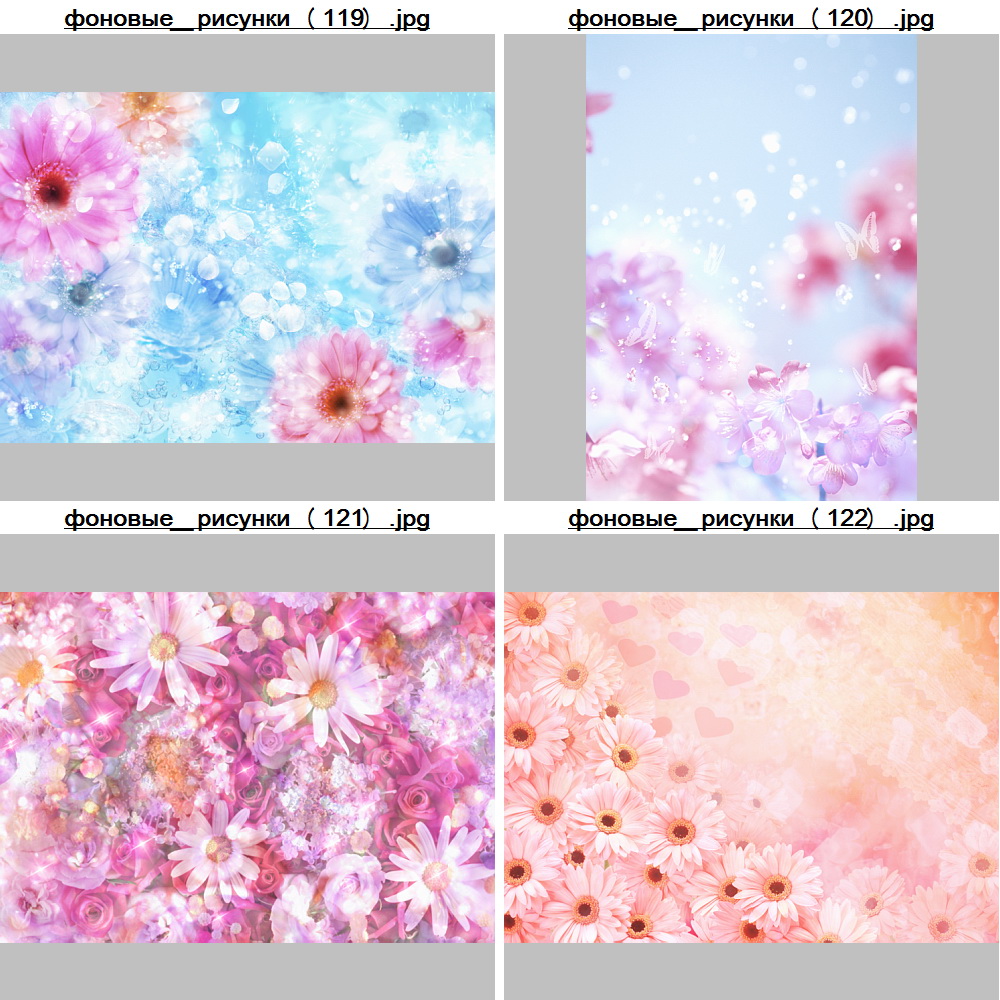 фоновые__рисунки ( 119) .jpg
фоновые__рисунки ( 120) .jpg
фоновые__рисунки ( 121) .jpg
фоновые__рисунки ( 122) .jpg